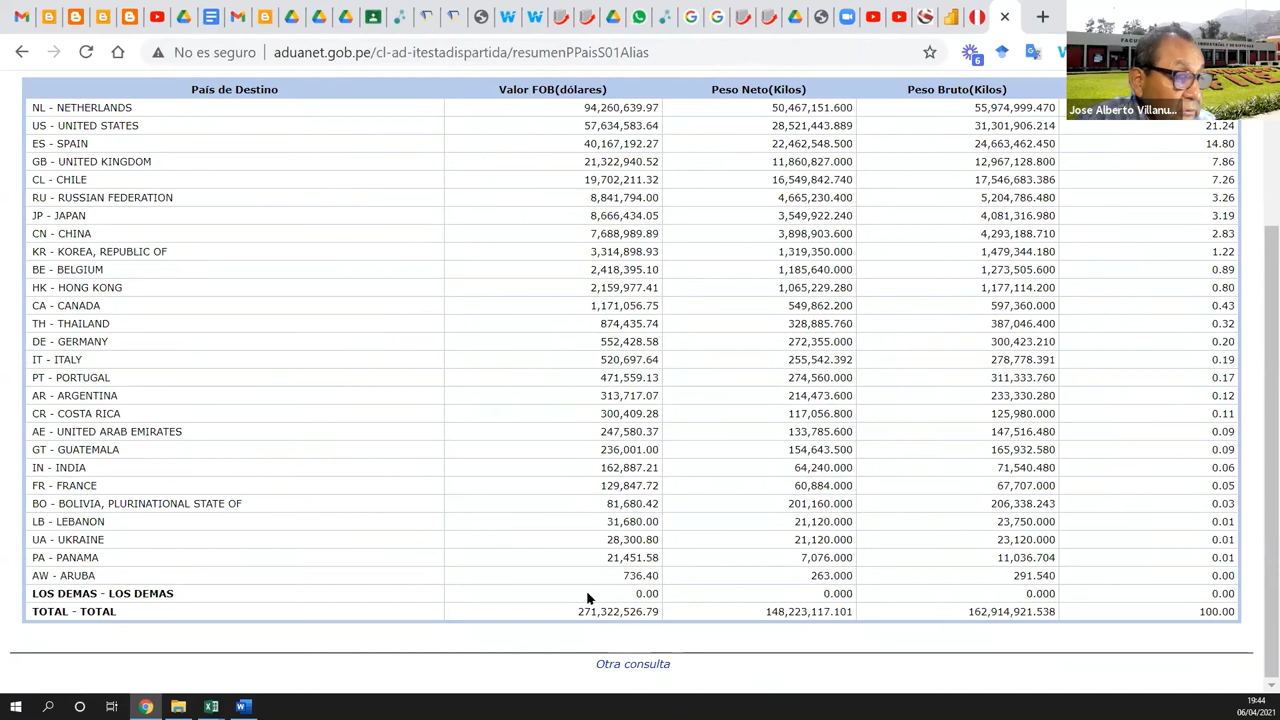 No es seguro aduanet.gob.pe/cl-ad-itestadispartida/resumenPPaisS01Alias
6
Jose Alberto Villanu...
País de Destino Valor FOB(dólares) Peso Neto(Kilos) Peso Bruto(Kilos)
NL - NETHERLANDS 94,260,639.97 50,467,151.600 55,974,999.470
US - UNITED STATES 57,634,583.64 28,521,443.889 31,301,906.214 21.24
ES - SPAIN 40,167,192.27 22,462,548.500 24,663,462.450 14.80
GB - UNITED KINGDOM 21,322,940.52 11,860,827.000 12,967,128.800 7.86
CL - CHILE 19,702,211.32 16,549,842.740 17,546,683.386 7.26
RU - RUSSIAN FEDERATION 8,841,794.00 4,665,230.400 5,204,786.480 3.26
JP - JAPAN 8,666,434.05 3,549,922.240 4,081,316.980 3.19
CN - CHINA 7,688,989.89 3,898,903.600 4,293,188.710 2.83
KR - KOREA, REPUBLIC OF 3,314,898.93 1,319,350.000 1,479,344.180 1.22
BE - BELGIUM 2,418,395.10 1,185,640.000 1,273,505.600 0.89
HK - HONG KONG 2,159,977.41 1,065,229.280 1,177,114.200 0.80
CA - CANADA 1,171,056.75 549,862.200 597,360.000 0.43
TH - THAILAND 874,435.74 328,885.760 387,046.400 0.32
DE - GERMANY 552,428.58 272,355.000 300,423.210 0.20
IT - ITALY 520,697.64 255,542.392 278,778.391 0.19
PT - PORTUGAL 471,559.13 274,560.000 311,333.760 0.17
AR - ARGENTINA 313,717.07 214,473.600 233,330.280 0.12
CR - COSTA RICA 300,409.28 117,056.800 125,980.000 0.11
AE - UNITED ARAB EMIRATES 247,580.37 133,785.600 147,516.480 0.09
GT - GUATEMALA 236,001.00 154,643.500 165,932.580 0.09
IN - INDIA 162,887.21 64,240.000 71,540.480 0.06
FR - FRANCE 129,847.72 60,884.000 67,707.000 0.05
BO - BOLIVIA, PLURINATIONAL STATE OF 81,680.42 201,160.000 206,338.243 0.03
LB - LEBANON 31,680.00 21,120.000 23,750.000 0.01
UA - UKRAINE 28,300.80 21,120.000 23,120.000 0.01
PA - PANAMA 21,451.58 7,076.000 11,036.704 0.01
AW - ARUBA 736.40 263.000 291.540 0.00
LOS DEMAS - LOS DEMAS 0.00 0.000 0.000 0.00
TOTAL - TOTAL 271,322,526.79 148,223,117.101 162,914,921.538 100.00
Otra consulta
19:44
06/04/2021